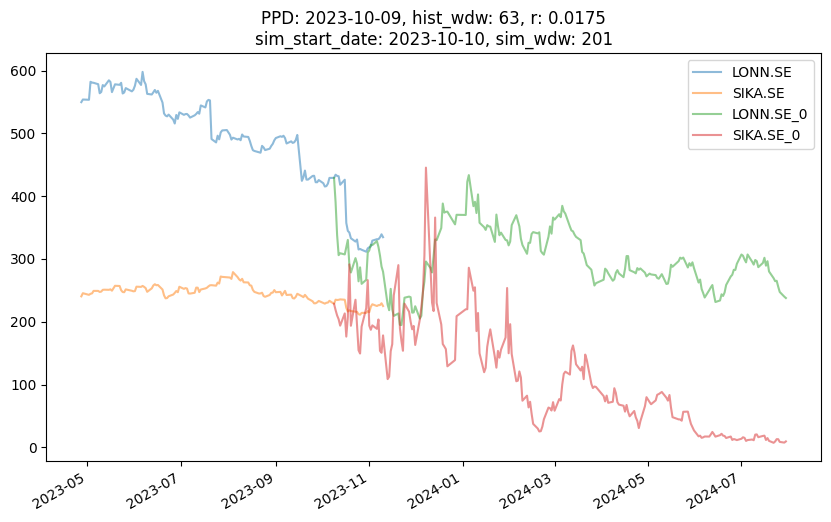 PPD: 2023-10-09, hist_wdw: 63, r: 0.0175
sim_start_date: 2023-10-10, sim_wdw: 201
LONN.SE
SIKA.SE
LONN.SE_0
SIKA.SE_0
600
500
400
300
200
100
0
2023-05
2023-07
2023-09
2023-11
2024-01
2024-03
2024-05
2024-07